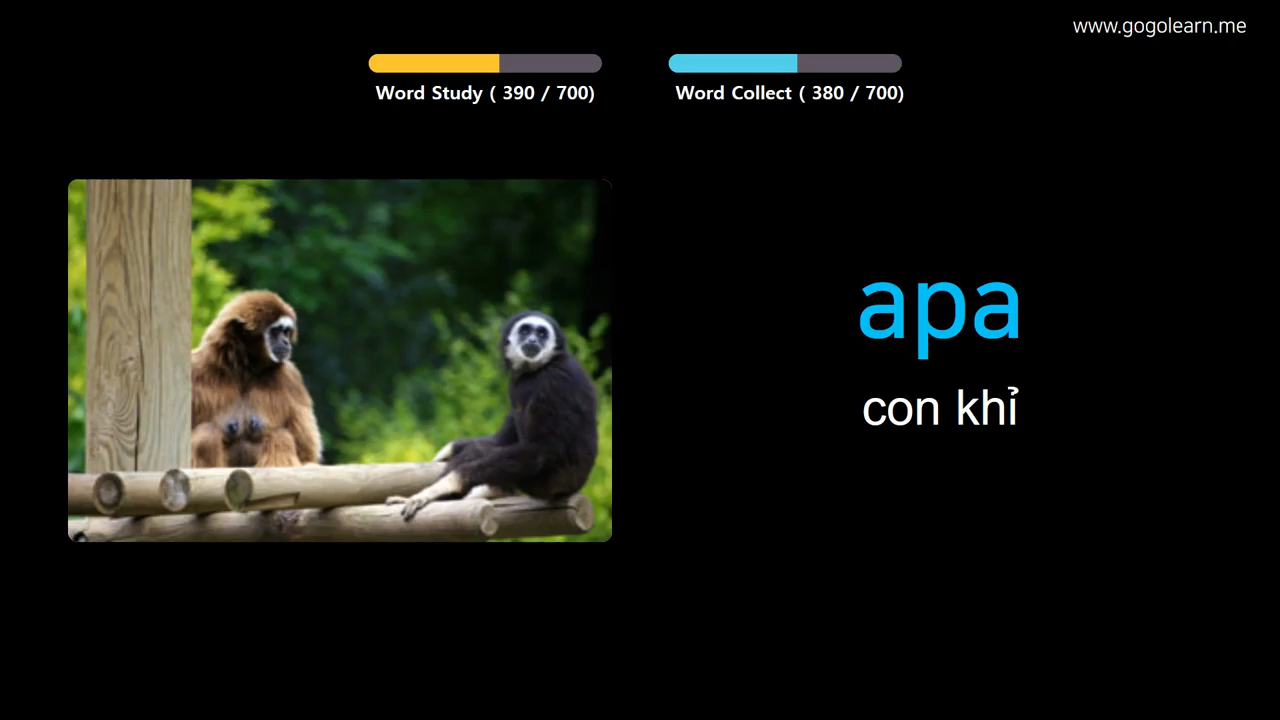 www.gogolearn.me
Word Study ( 390 / 700)
Word Collect ( 380 / 700)
apa
con khỉ